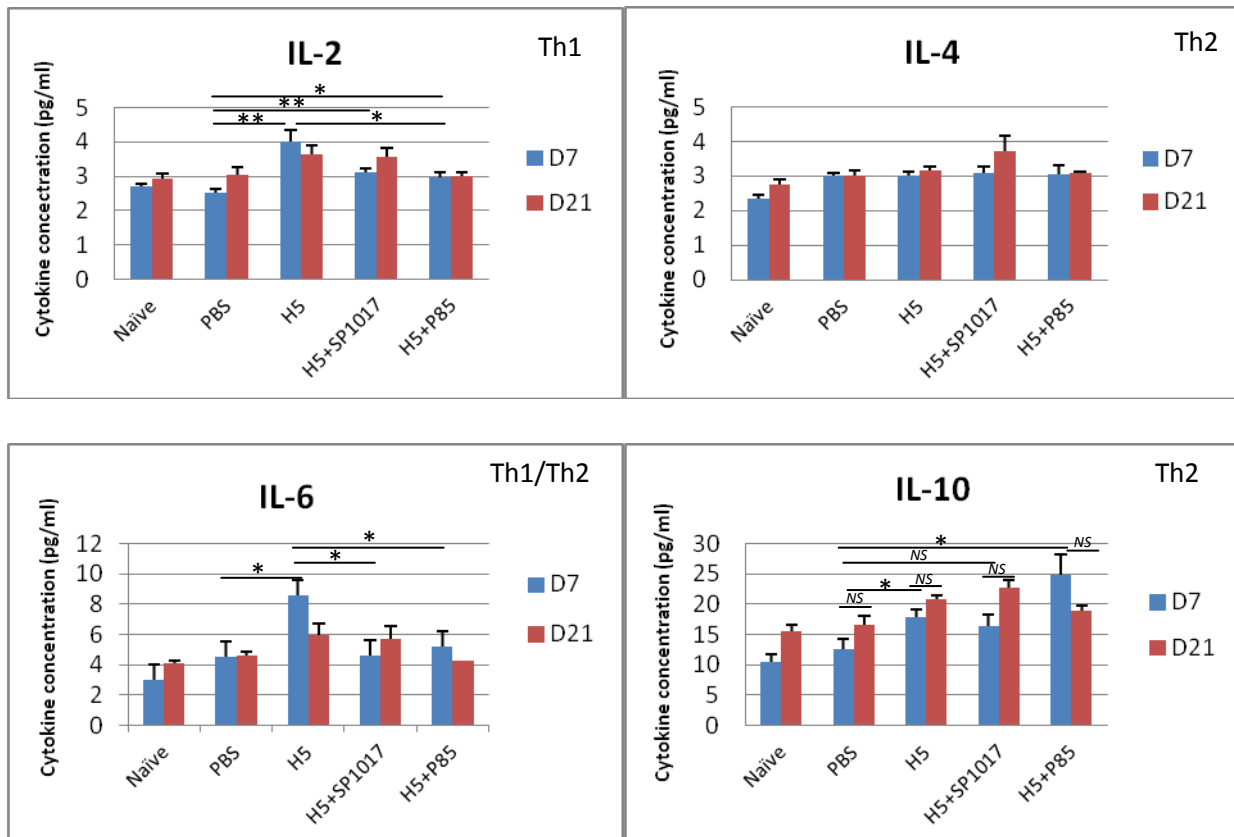 IL-2
Th1
Cytokine concectration (pg/ml)
*
**
**
*
5
4
3
2
1
0
D7
D21
Naïve
PBS
H5
H5+SP1017
H5+P85
IL-4
Th2
Cytokine concentration (pg/ml)
5
4
3
2
1
0
D7
D21
Naïve
PBS
H5
H5+SP1017
H5+P85
IL-6
Th1/Th2
Cytokine concentration (pg/ml)
*
*
*
12
10
8
6
4
2
0
D7
D21
Naïve
PBS
H5
H5+SP1017
H5+P85
IL-10
Th2
Cytokine concentration (pg/ml)
*
NS
NS
NS
NS
*
NS
30
25
20
15
10
5
0
D7
D21
Naïve
PBS
H5
H5+SP1017
H5+P85